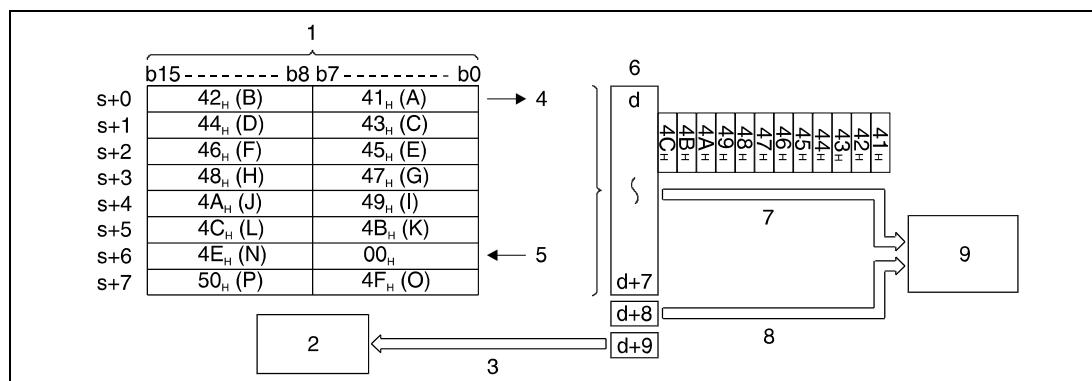 1
b15 - - - - - - - - b8 b7 - - - - - - - - b0
s+0 42H (B) 41H (A) 4
s+1 44H (D) 43H (C)
s+2 46H (F) 45H (E)
s+3 48H (H) 47H (G)
s+4 4AH (J) 49H (I)
s+5 4CH (L) 4BH (K)
s+6 4EH (N) 00H 5
s+7 50H (P) 4FH (O)
6
d
4CH 4BH 4AH 49H 48H 47H 46H 45H 44H 43H 42H 41H
7
d+7
d+8
8
9
d+9
3
2